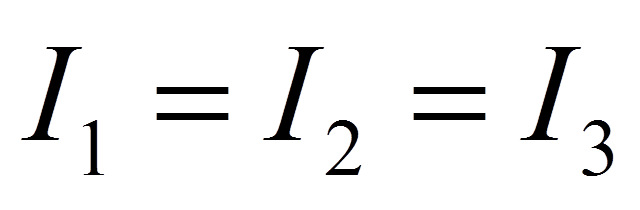 I₁ = I₂ = I₃